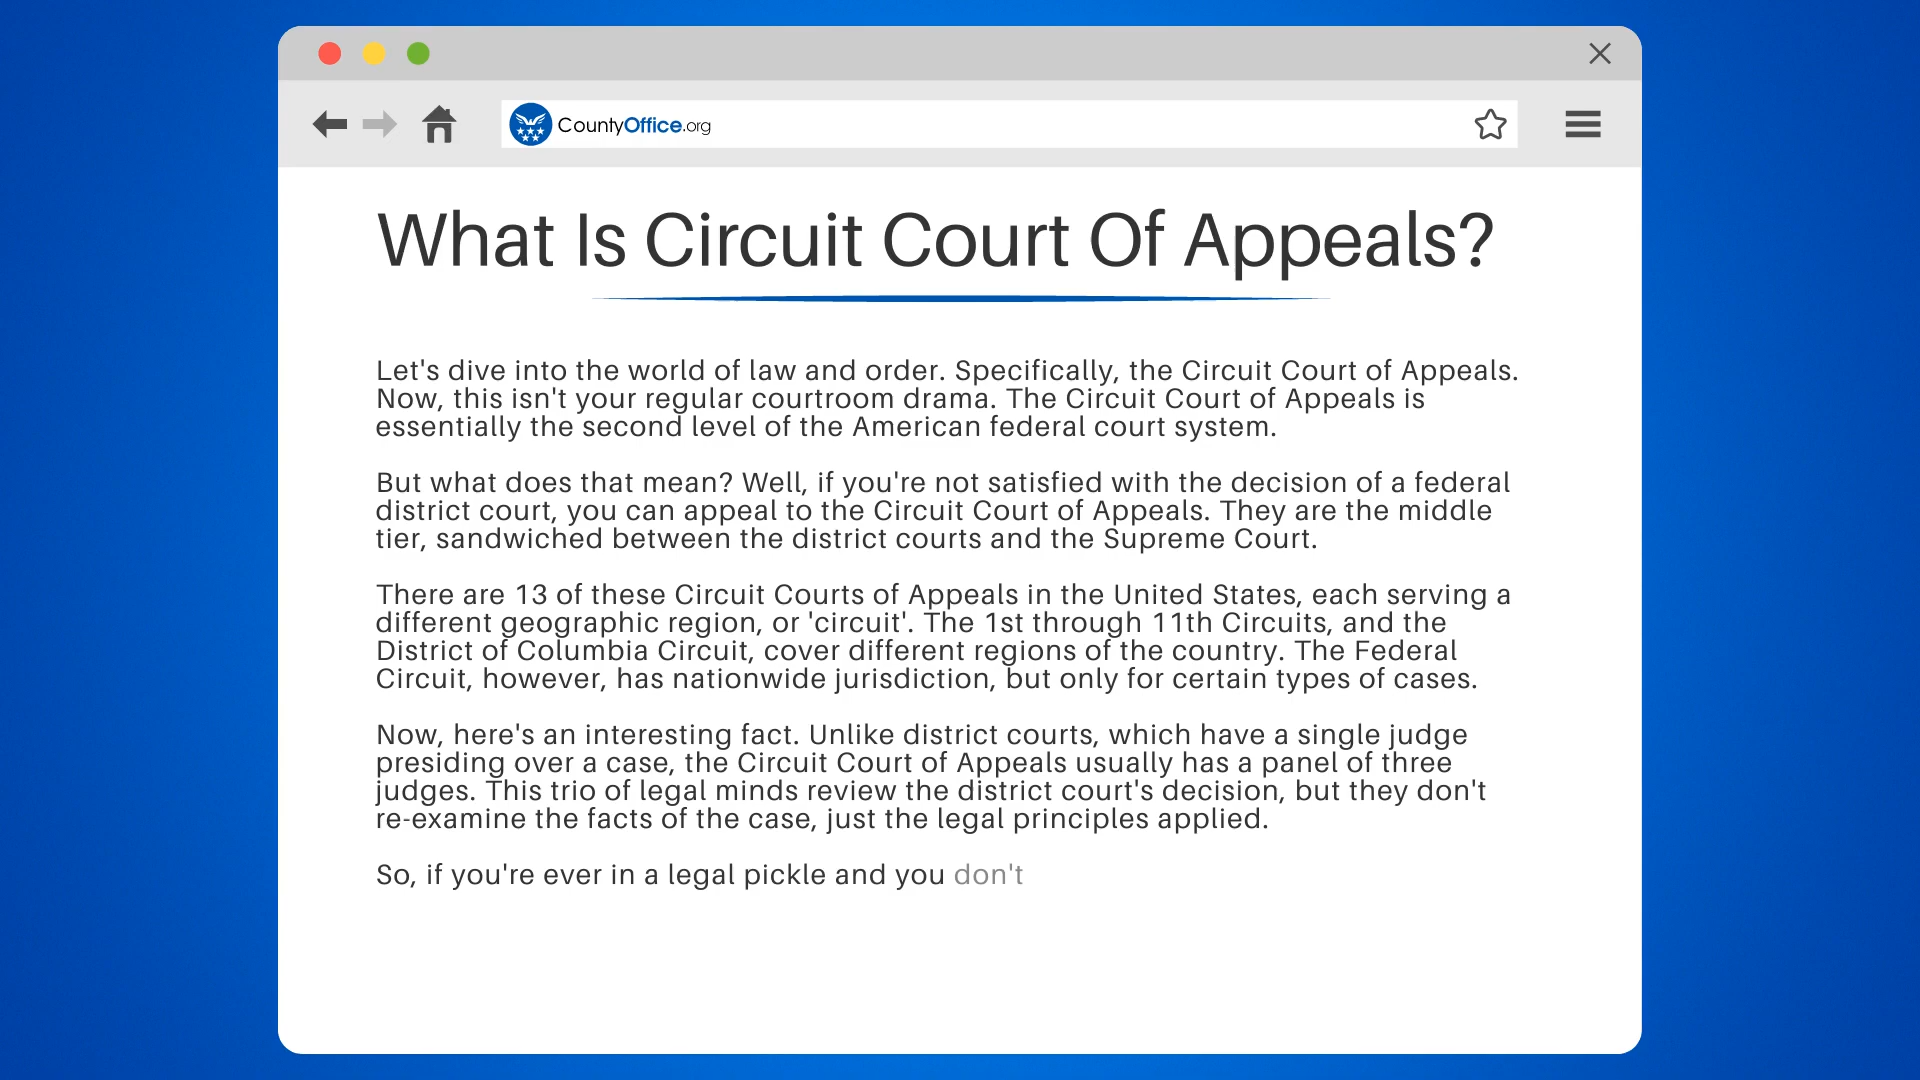 CountyOffice.org
What Is Circuit Court Of Appeals?
Let's dive into the world of law and order. Specifically, the Circuit Court of Appeals.
Now, this isn't your regular courtroom drama. The Circuit Court of Appeals is
essentially the second level of the American federal court system.
But what does that mean? Well, if you're not satisfied with the decision of a federal
district court, you can appeal to the Circuit Court of Appeals. They are the middle
tier, sandwiched between the district courts and the Supreme Court.
There are 13 of these Circuit Courts of Appeals in the United States, each serving a
different geographic region, or 'circuit'. The 1st through 11th Circuits, and the
District of Columbia Circuit, cover different regions of the country. The Federal
Circuit, however, has nationwide jurisdiction, but only for certain types of cases.
Now, here's an interesting fact. Unlike district courts, which have a single judge
presiding over a case, the Circuit Court of Appeals usually has a panel of three
judges. This trio of legal minds review the district court's decision, but they don't
re-examine the facts of the case, just the legal principles applied.
So, if you're ever in a legal pickle and you don't